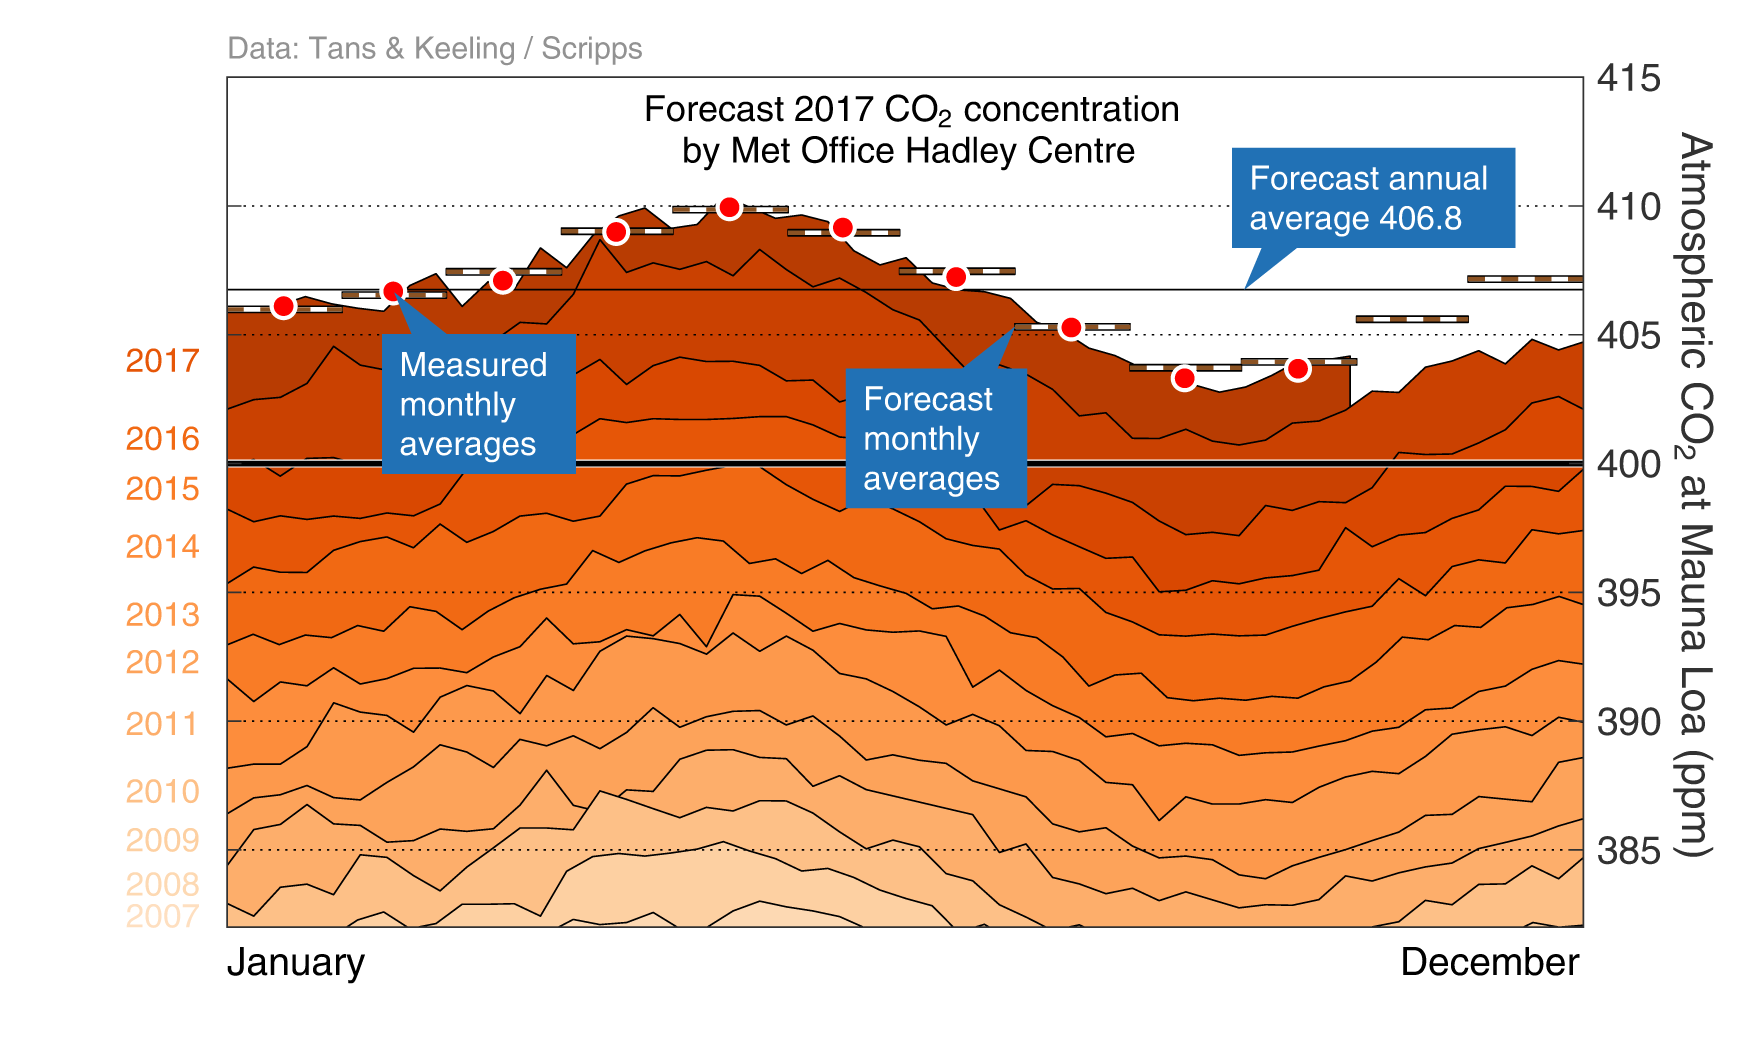 Data: Tans & Keeling / Scripps
Forecast 2017 CO₂ concentration
by Met Office Hadley Centre
Forecast annual
average 406.8
Measured
monthly
averages
Forecast
monthly
averages
2017
2016
2015
2014
2013
2012
2011
2010
2009
2008
2007
415
410
405
400
395
390
385
Atmospheric CO₂ at Mauna Loa (ppm)
January
December